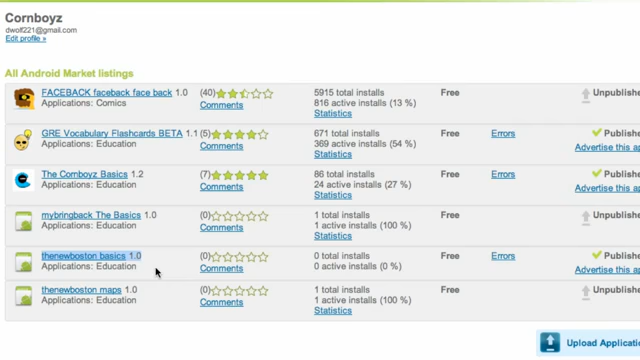 Cornboyz
dwolf221@gmail.com
Edit profile »
All Android Market listings
FACEBACK faceback face back 1.0 (40) 5915 total installs Free Unpublishe
Applications: Comics Comments 816 active installs (13 %)
Statistics
GRE Vocabulary Flashcards BETA 1.1 (5) 671 total installs Free Errors Publishe
Applications: Education Comments 369 active installs (54 %) Advertise this ap
Statistics
The Cornboyz Basics 1.2 (7) 86 total installs Free Errors Publishe
Applications: Education Comments 24 active installs (27 %) Advertise this ap
Statistics
mybringback The Basics 1.0 (0) 1 total installs Free Unpublishe
Applications: Education Comments 1 active installs (100 %)
Statistics
thenewboston basics 1.0 (0) 0 total installs Free Errors Publishe
Applications: Education Comments 0 active installs (0 %) Advertise this ap
thenewboston maps 1.0 (0) 1 total installs Free Unpublishe
Applications: Education Comments 1 active installs (100 %)
Statistics
Upload Applicatio